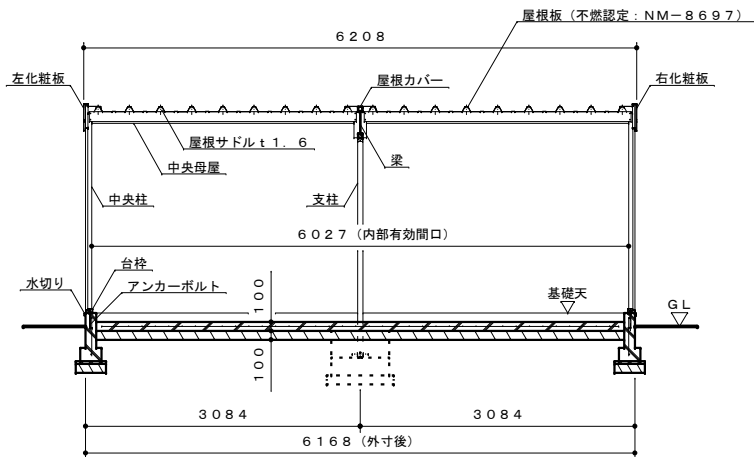 屋根板（不燃認定：NM－8697）
6208
左化粧板
屋根カバー
右化粧板
屋根サドルｔ1．6
中央母屋
梁
中央柱
支柱
6027（内部有効間口）
台枠
水切り
アンカーボルト
100
基礎天
GL
100
3084
3084
6168（外寸後）